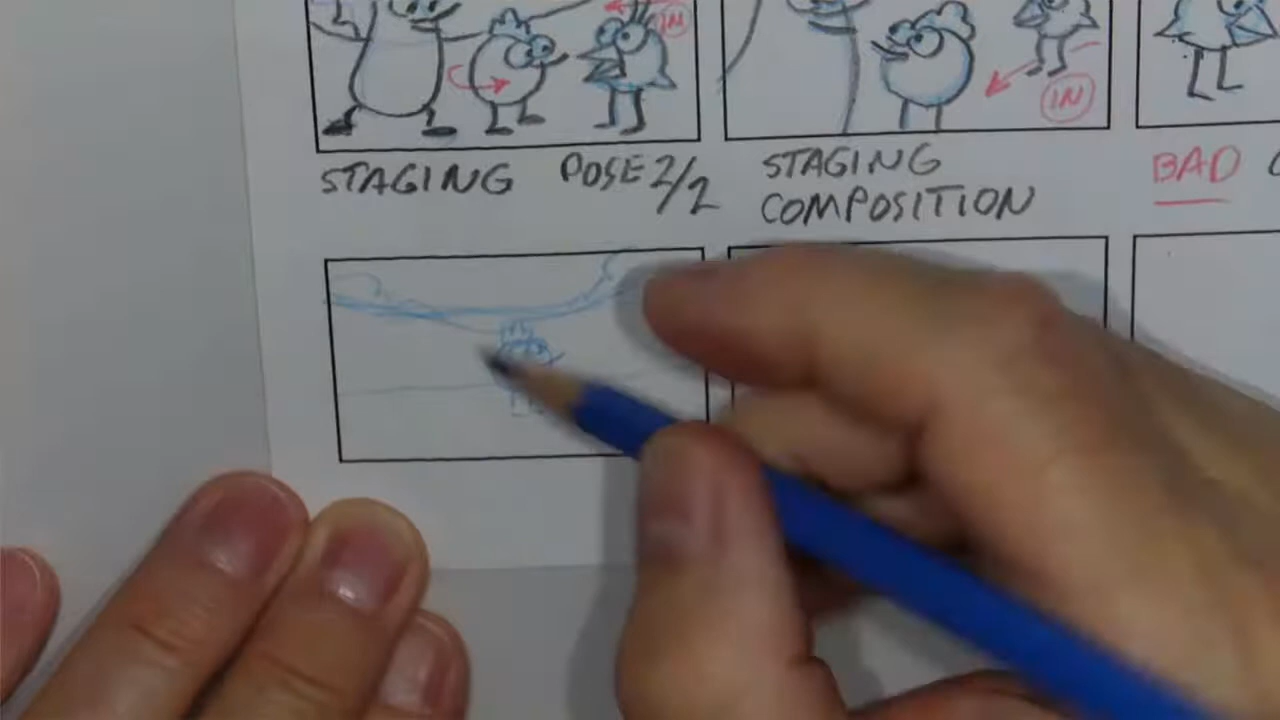 IN
IN
STAGING POSE 2/2
STAGING
COMPOSITION
BAD